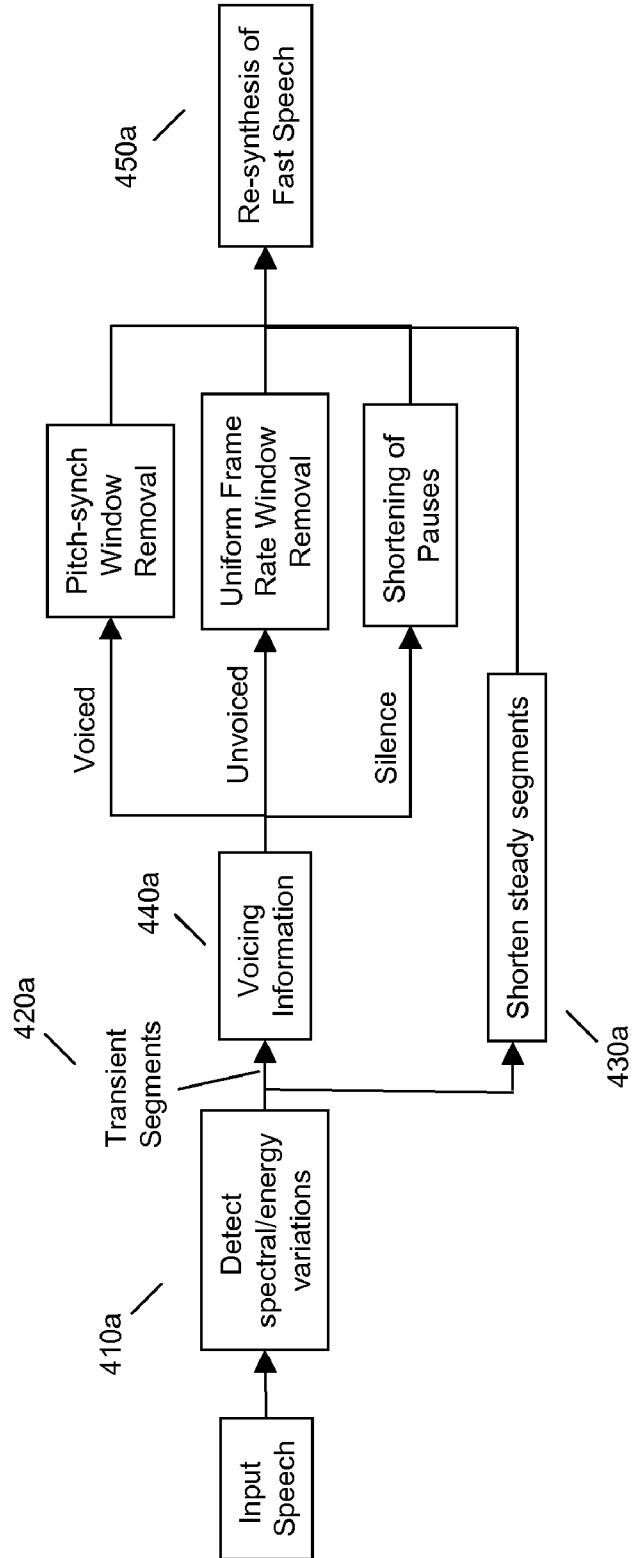 Input
Speech
410a
Detect
spectral/energy
variations
420a
Transient
Segments
440a
Voicing
Information
Voiced
Unvoiced
Silence
Pitch-synch
Window
Removal
Uniform Frame
Rate Window
Removal
Shortening of
Pauses
Shorten steady segments
430a
450a
Re-synthesis of
Fast Speech